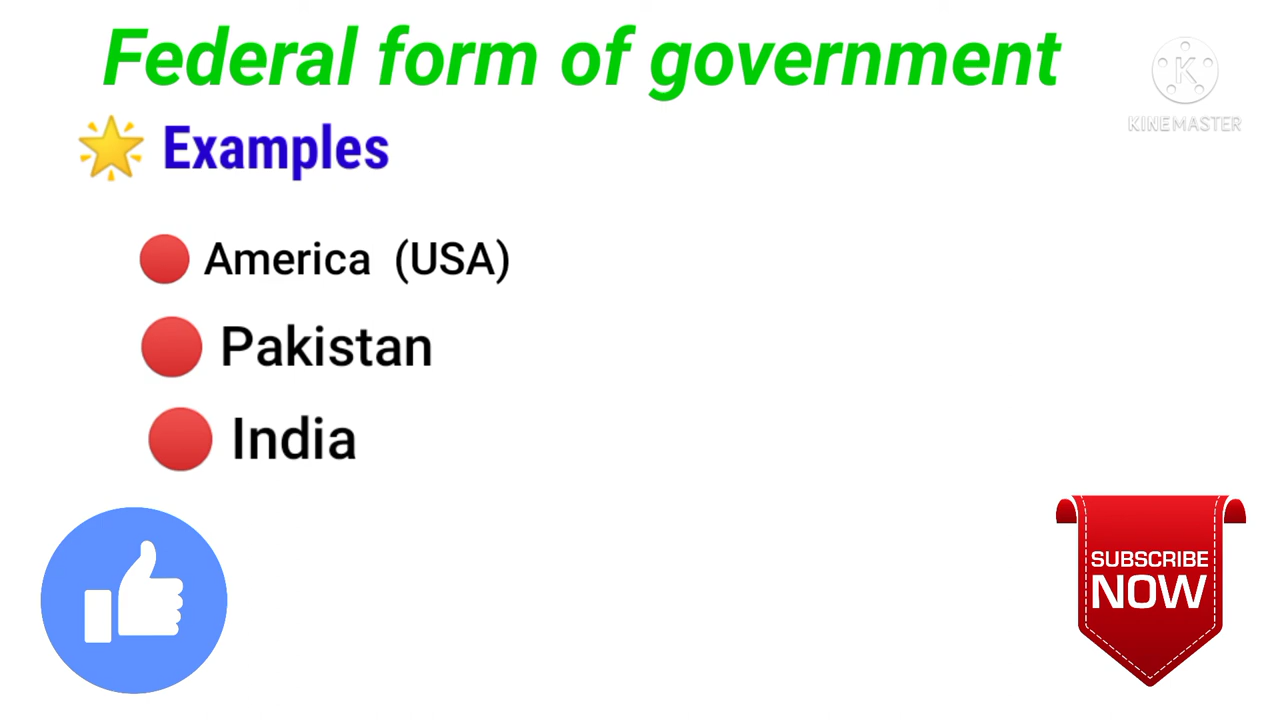 Federal form of government
KINEMASTER
Examples
America (USA)
Pakistan
India
SUBSCRIBE
NOW